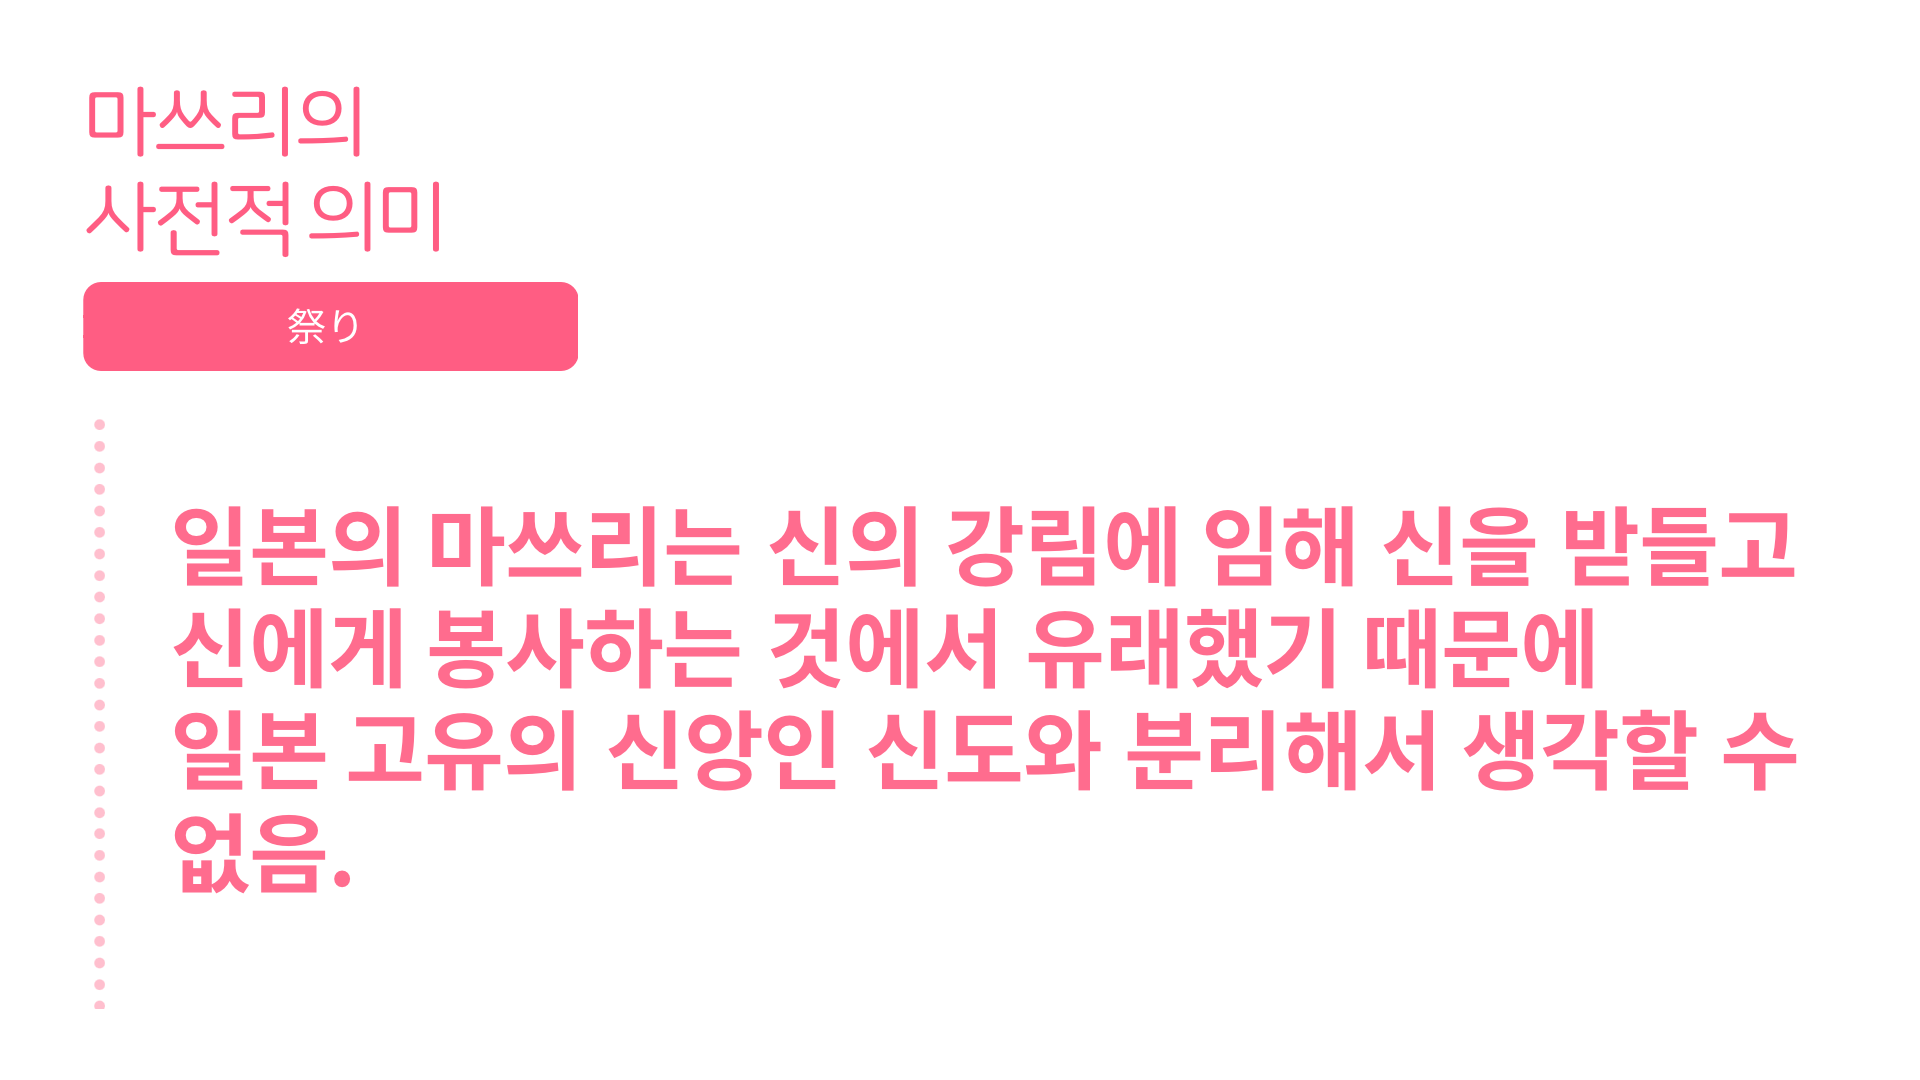 마쓰리의
사전적 의미
祭り
일본의 마쓰리는 신의 강림에 임해 신을 받들고
신에게 봉사하는 것에서 유래했기 때문에
일본 고유의 신앙인 신도와 분리해서 생각할 수
없음.